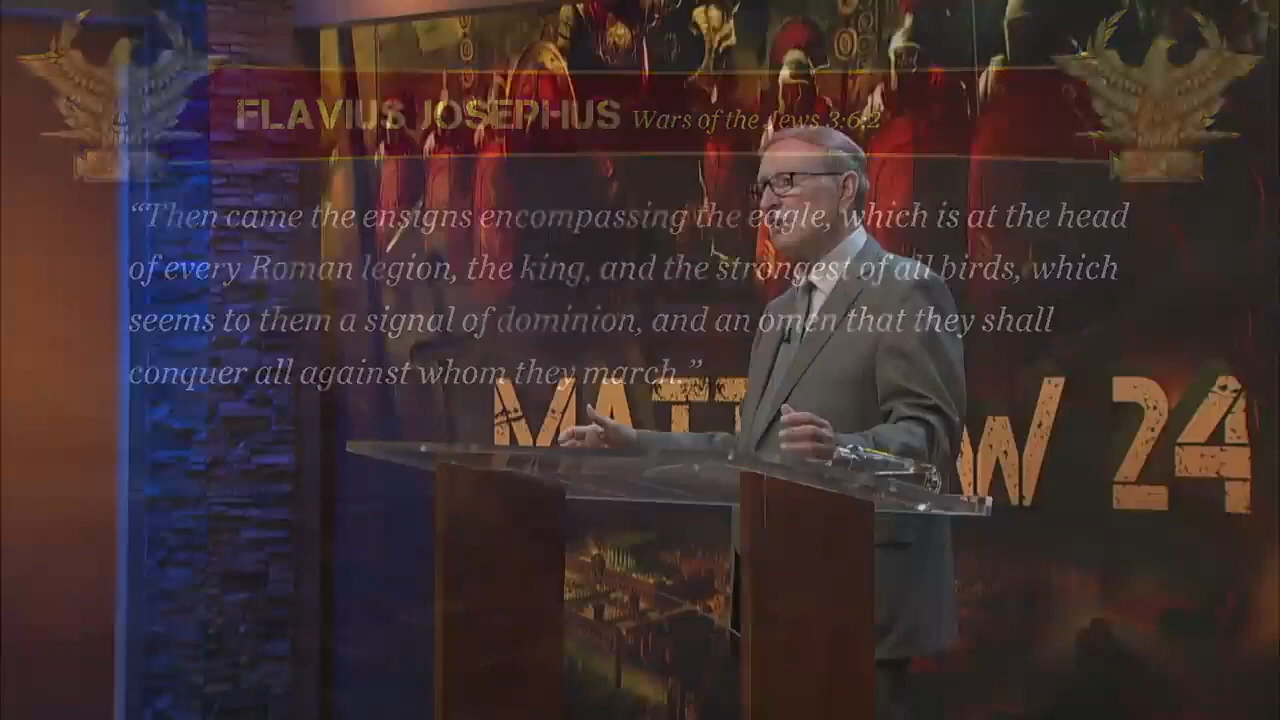 FLAVIUS JOSEPHUS Wars of the Jews 3:6:2
“Then came the ensigns encompassing the eagle, which is at the head
of every Roman legion, the king, and the strongest of all birds, which
seems to them a signal of dominion, and an omen that they shall
conquer all against whom they march.”
MATTHEW 24